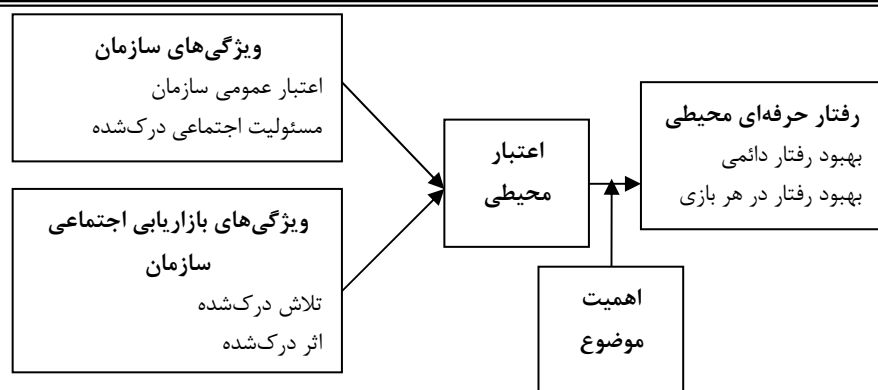 ویژگی‌های سازمان
اعتبار عمومی سازمان
مسئولیت اجتماعی درک‌شده
ویژگی‌های بازاریابی اجتماعی
سازمان
تلاش درک‌شده
اثر درک‌شده
اعتبار
محیطی
اهمیت
موضوع
رفتار حرفه‌ای محیطی
بهبود رفتار دائمی
بهبود رفتار در هر بازی